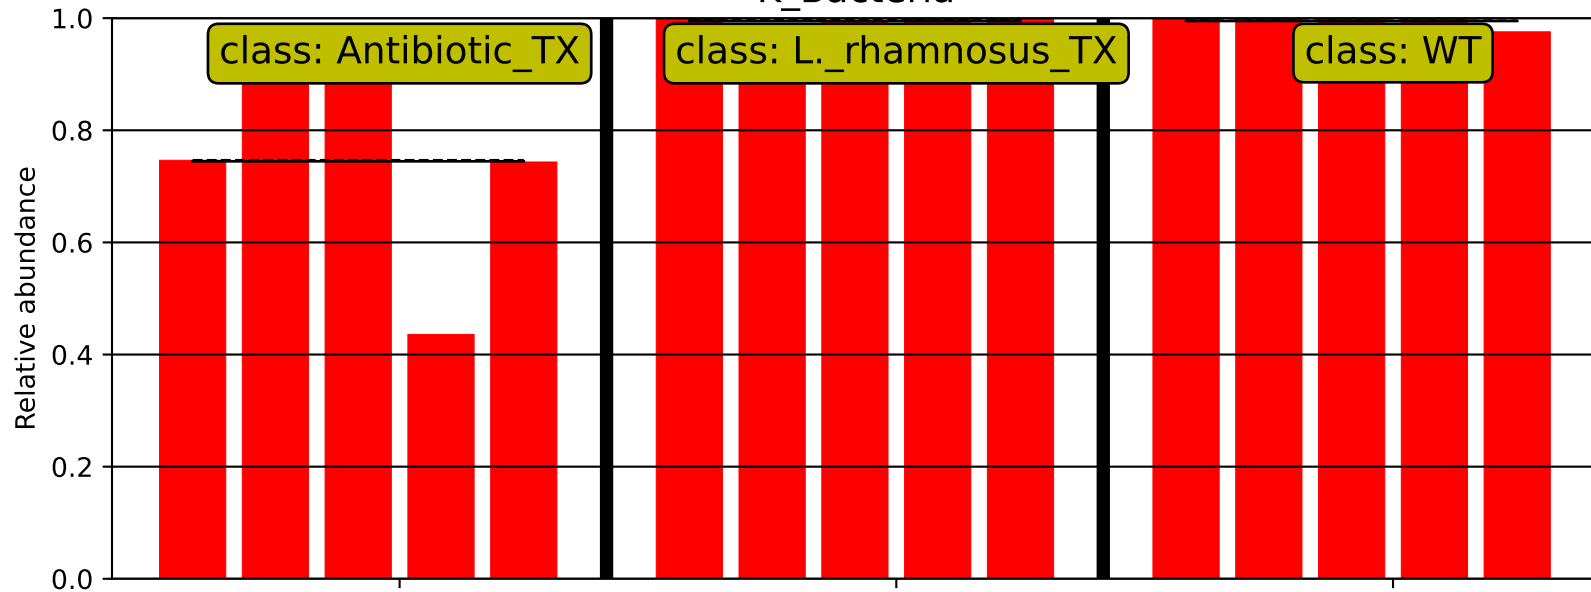 1.0
class: Antibiotic_TX
class: L._rhamnosus_TX
class: WT
0.8
0.6
0.4
0.2
0.0
Relative abundance